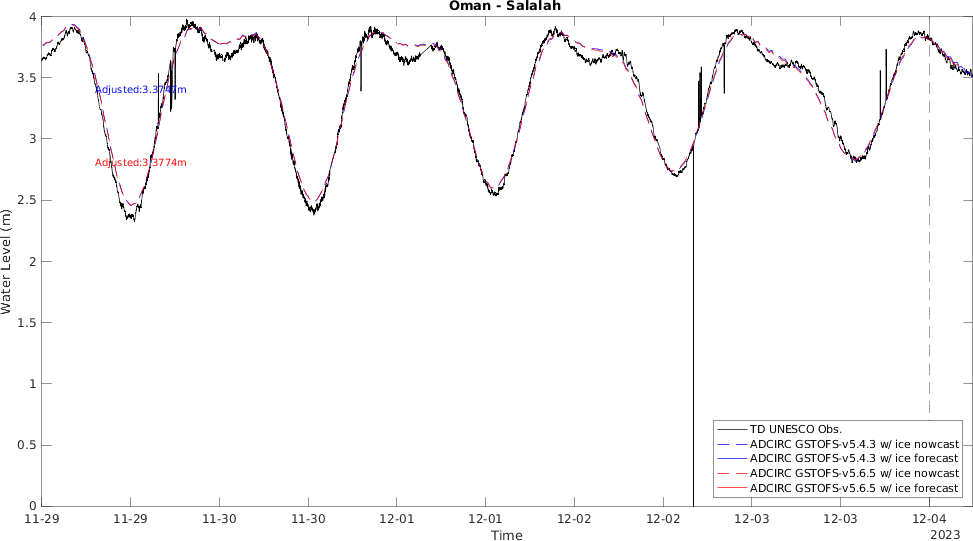 Oman - Salalah
4
3.5
3
2.5
2
1.5
1
0.5
0
Water Level (m)
Adjusted:3.3747m
Adjusted:3.3774m
TD UNESCO Obs.
ADCIRC GSTOFS-v5.4.3 w/ ice nowcast
ADCIRC GSTOFS-v5.4.3 w/ ice forecast
ADCIRC GSTOFS-v5.6.5 w/ ice nowcast
ADCIRC GSTOFS-v5.6.5 w/ ice forecast
11-29 11-29 11-30 11-30 12-01 12-01 12-02 12-02 12-03 12-03 12-04
Time
2023